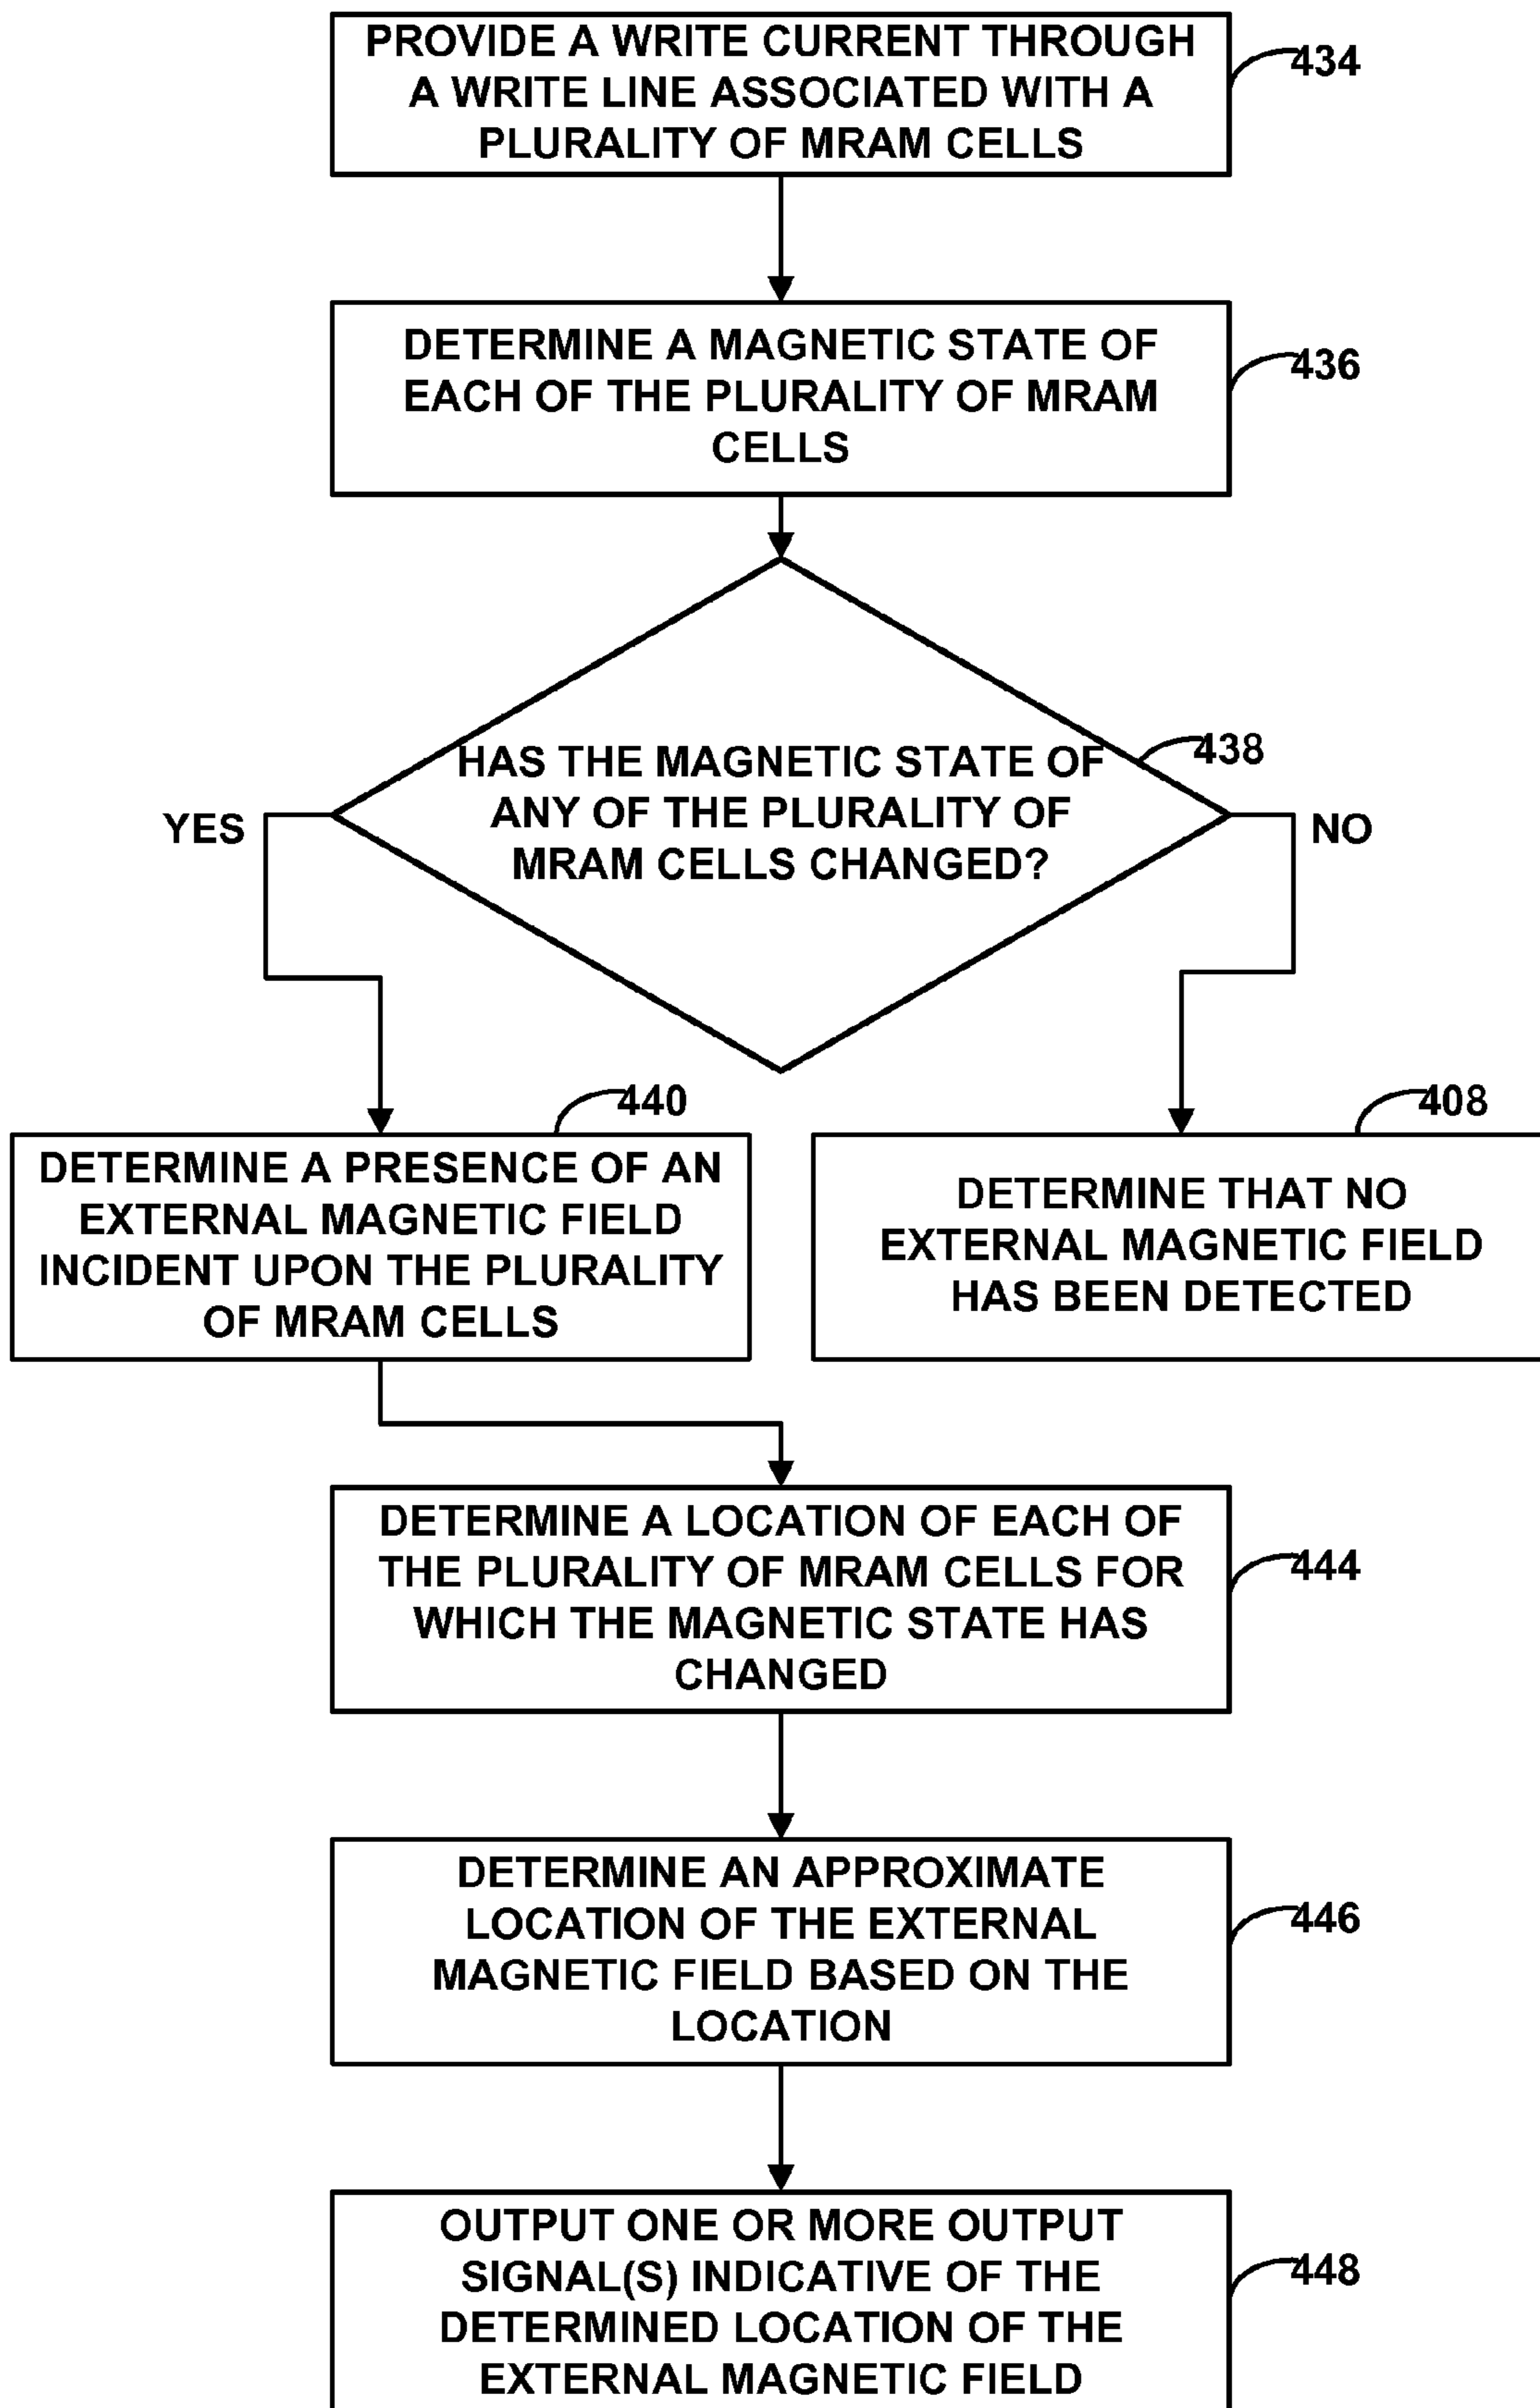 PROVIDE A WRITE CURRENT THROUGH
A WRITE LINE ASSOCIATED WITH A
PLURALITY OF MRAM CELLS
434
DETERMINE A MAGNETIC STATE OF
EACH OF THE PLURALITY OF MRAM
CELLS
436
HAS THE MAGNETIC STATE OF
ANY OF THE PLURALITY OF
MRAM CELLS CHANGED?
438
YES
NO
440
DETERMINE A PRESENCE OF AN
EXTERNAL MAGNETIC FIELD
INCIDENT UPON THE PLURALITY
OF MRAM CELLS
408
DETERMINE THAT NO
EXTERNAL MAGNETIC FIELD
HAS BEEN DETECTED
DETERMINE A LOCATION OF EACH OF
THE PLURALITY OF MRAM CELLS FOR
WHICH THE MAGNETIC STATE HAS
CHANGED
444
DETERMINE AN APPROXIMATE
LOCATION OF THE EXTERNAL
MAGNETIC FIELD BASED ON THE
LOCATION
446
OUTPUT ONE OR MORE OUTPUT
SIGNAL(S) INDICATIVE OF THE
DETERMINED LOCATION OF THE
EXTERNAL MAGNETIC FIELD
448